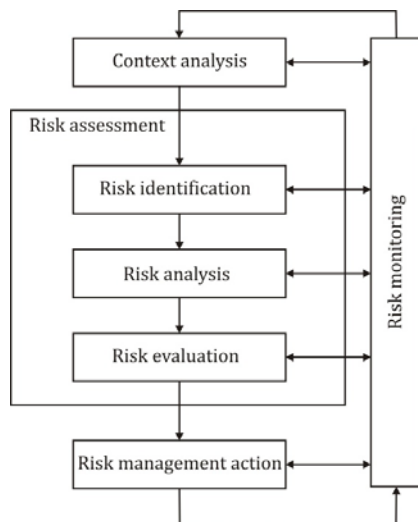 Context analysis
Risk assessment
Risk identification
Risk analysis
Risk evaluation
Risk management action
Risk monitoring